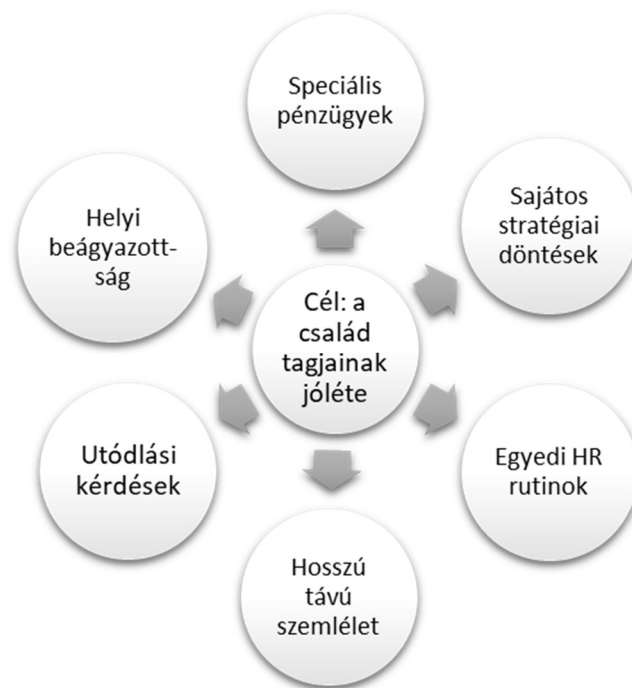 Speciális
pénzügyek
Sajátos
stratégiai
döntések
Egyedi HR
rutinok
Hosszú
távú
szemlélet
Utódlási
kérdések
Helyi
beágyazott-
ság
Cél: a
család
tagjainak
jóléte